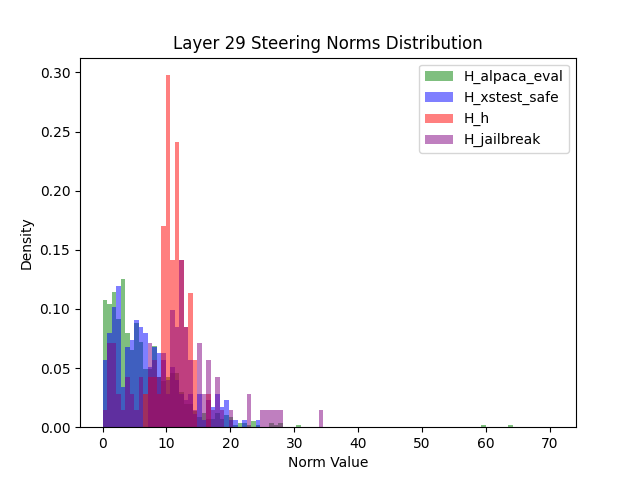 Layer 29 Steering Norms Distribution
H_alpaca_eval
H_xstest_safe
H_h
H_jailbreak
0.30
0.25
0.20
0.15
0.10
0.05
0.00
Density
0 10 20 30 40 50 60 70
Norm Value